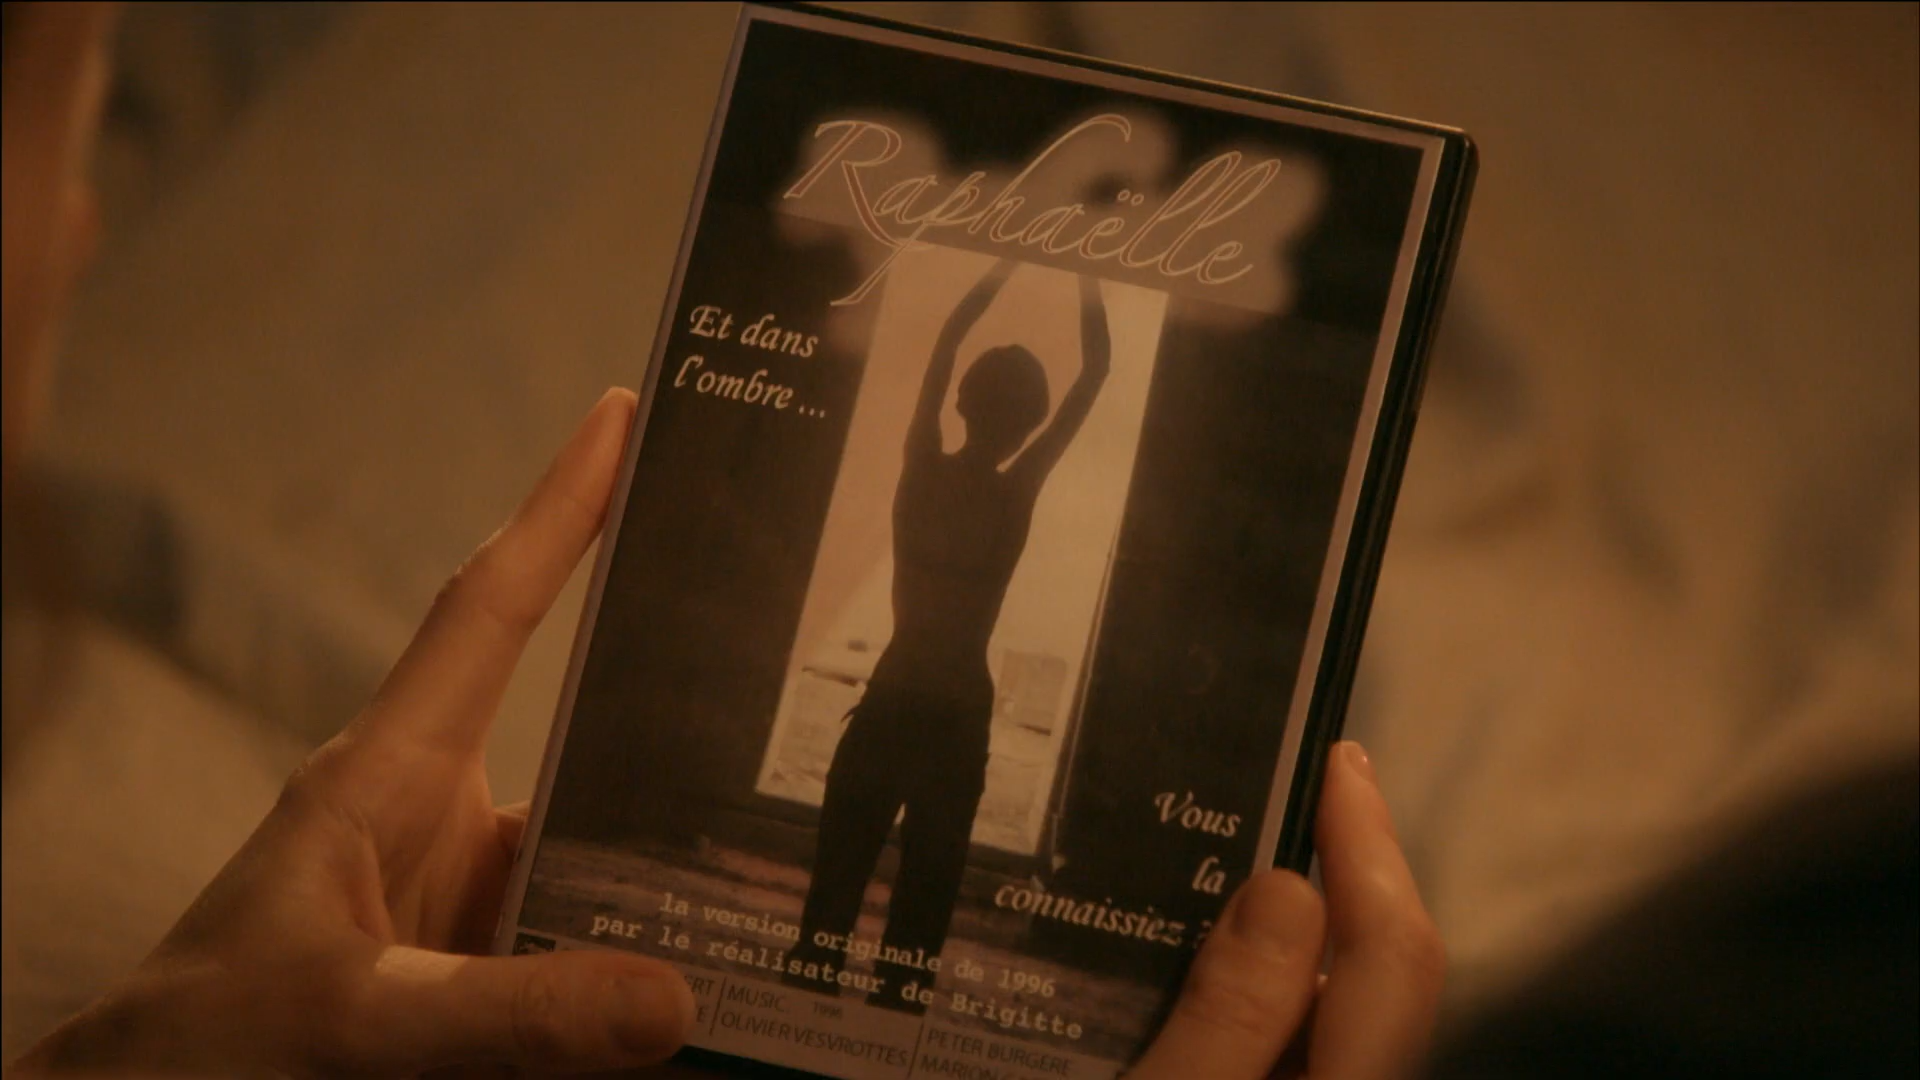 Raphaëlle
Et dans
l'ombre ...
Vous
la
connaissiez ?
la version originale de 1996
par le réalisateur de Brigitte
MUSIC 1996
OLIVIER VESVROTTES
PETER BURGERE
MARION